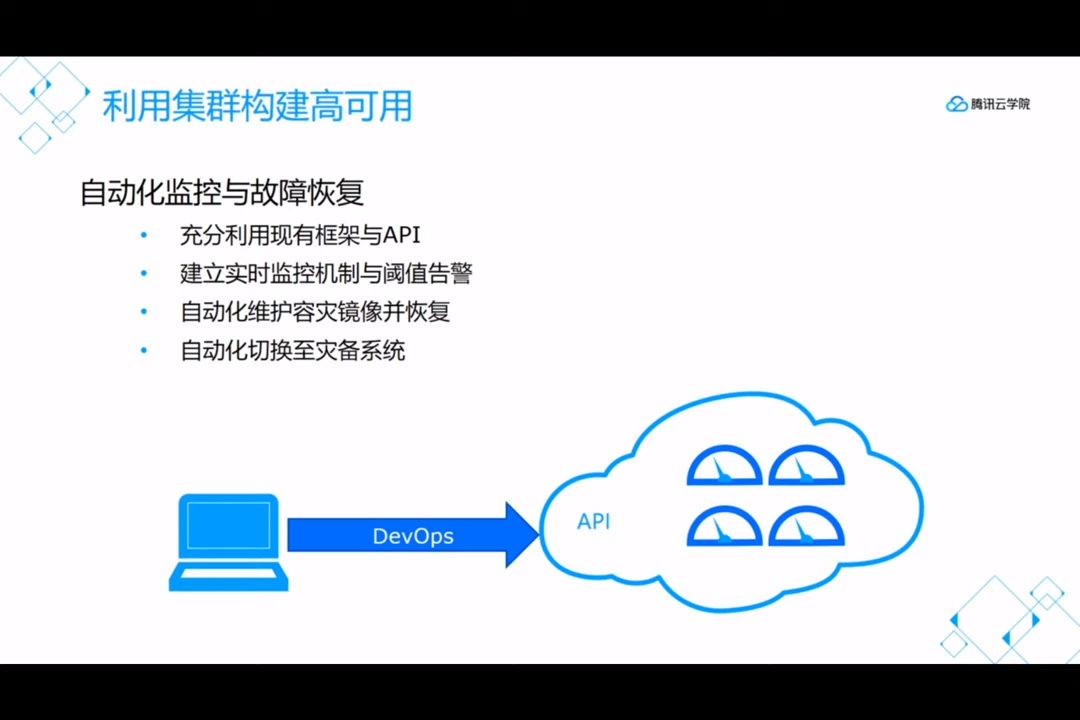 利用集群构建高可用
腾讯云学院
自动化监控与故障恢复
• 充分利用现有框架与API
• 建立实时监控机制与阈值告警
• 自动化维护容灾镜像并恢复
• 自动化切换至灾备系统
DevOps
API